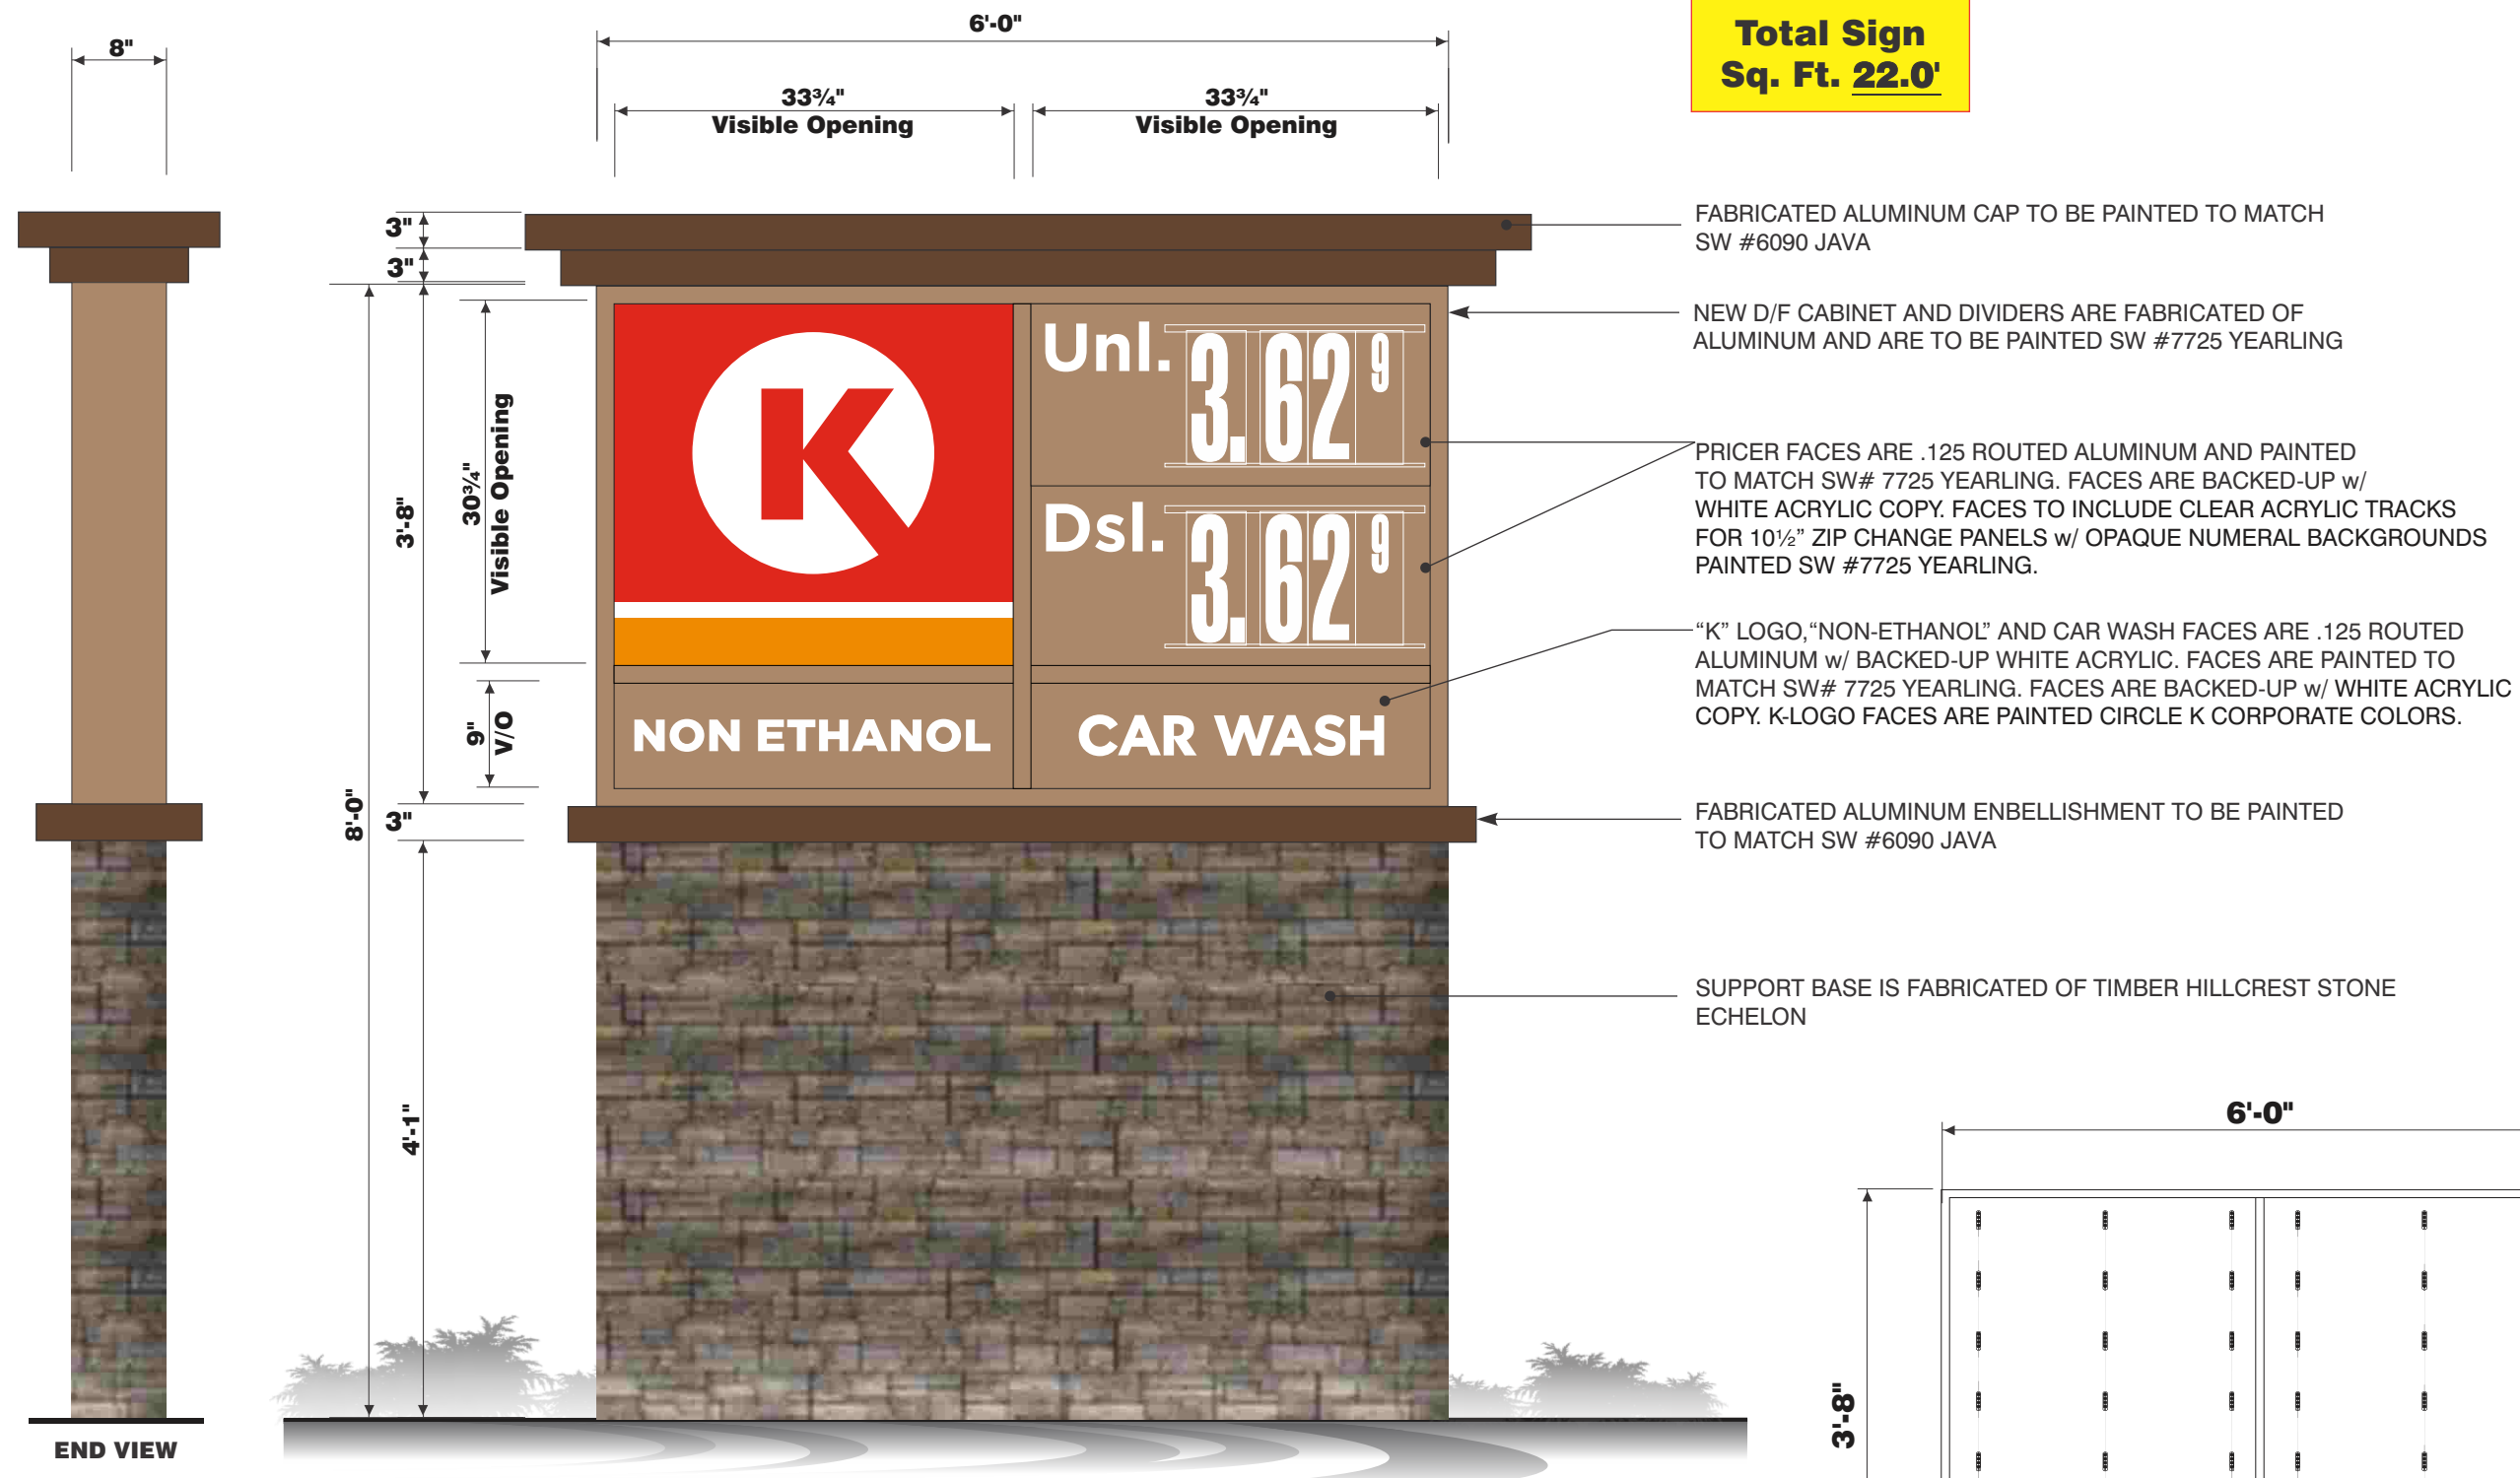 8"
6'-0"
33¾"
Visible Opening
33¾"
Visible Opening
Total Sign
Sq. Ft. 22.0'
3"
3"
8'-0"
3'-8"
30¾"
Visible Opening
9"
V/O
3"
4'-1"
K
Unl. 3.62 9
Dsl. 3.62 9
NON ETHANOL
CAR WASH
FABRICATED ALUMINUM CAP TO BE PAINTED TO MATCH
SW #6090 JAVA
NEW D/F CABINET AND DIVIDERS ARE FABRICATED OF
ALUMINUM AND ARE TO BE PAINTED SW #7725 YEARLING
PRICER FACES ARE .125 ROUTED ALUMINUM AND PAINTED
TO MATCH SW# 7725 YEARLING. FACES ARE BACKED-UP w/
WHITE ACRYLIC COPY. FACES TO INCLUDE CLEAR ACRYLIC TRACKS
FOR 10½” ZIP CHANGE PANELS w/ OPAQUE NUMERAL BACKGROUNDS
PAINTED SW #7725 YEARLING.
“K” LOGO,“NON-ETHANOL” AND CAR WASH FACES ARE .125 ROUTED
ALUMINUM w/ BACKED-UP WHITE ACRYLIC. FACES ARE PAINTED TO
MATCH SW# 7725 YEARLING. FACES ARE BACKED-UP w/ WHITE ACRYLIC
COPY. K-LOGO FACES ARE PAINTED CIRCLE K CORPORATE COLORS.
FABRICATED ALUMINUM ENBELLISHMENT TO BE PAINTED
TO MATCH SW #6090 JAVA
SUPPORT BASE IS FABRICATED OF TIMBER HILLCREST STONE
ECHELON
6'-0"
3'-8"
END VIEW